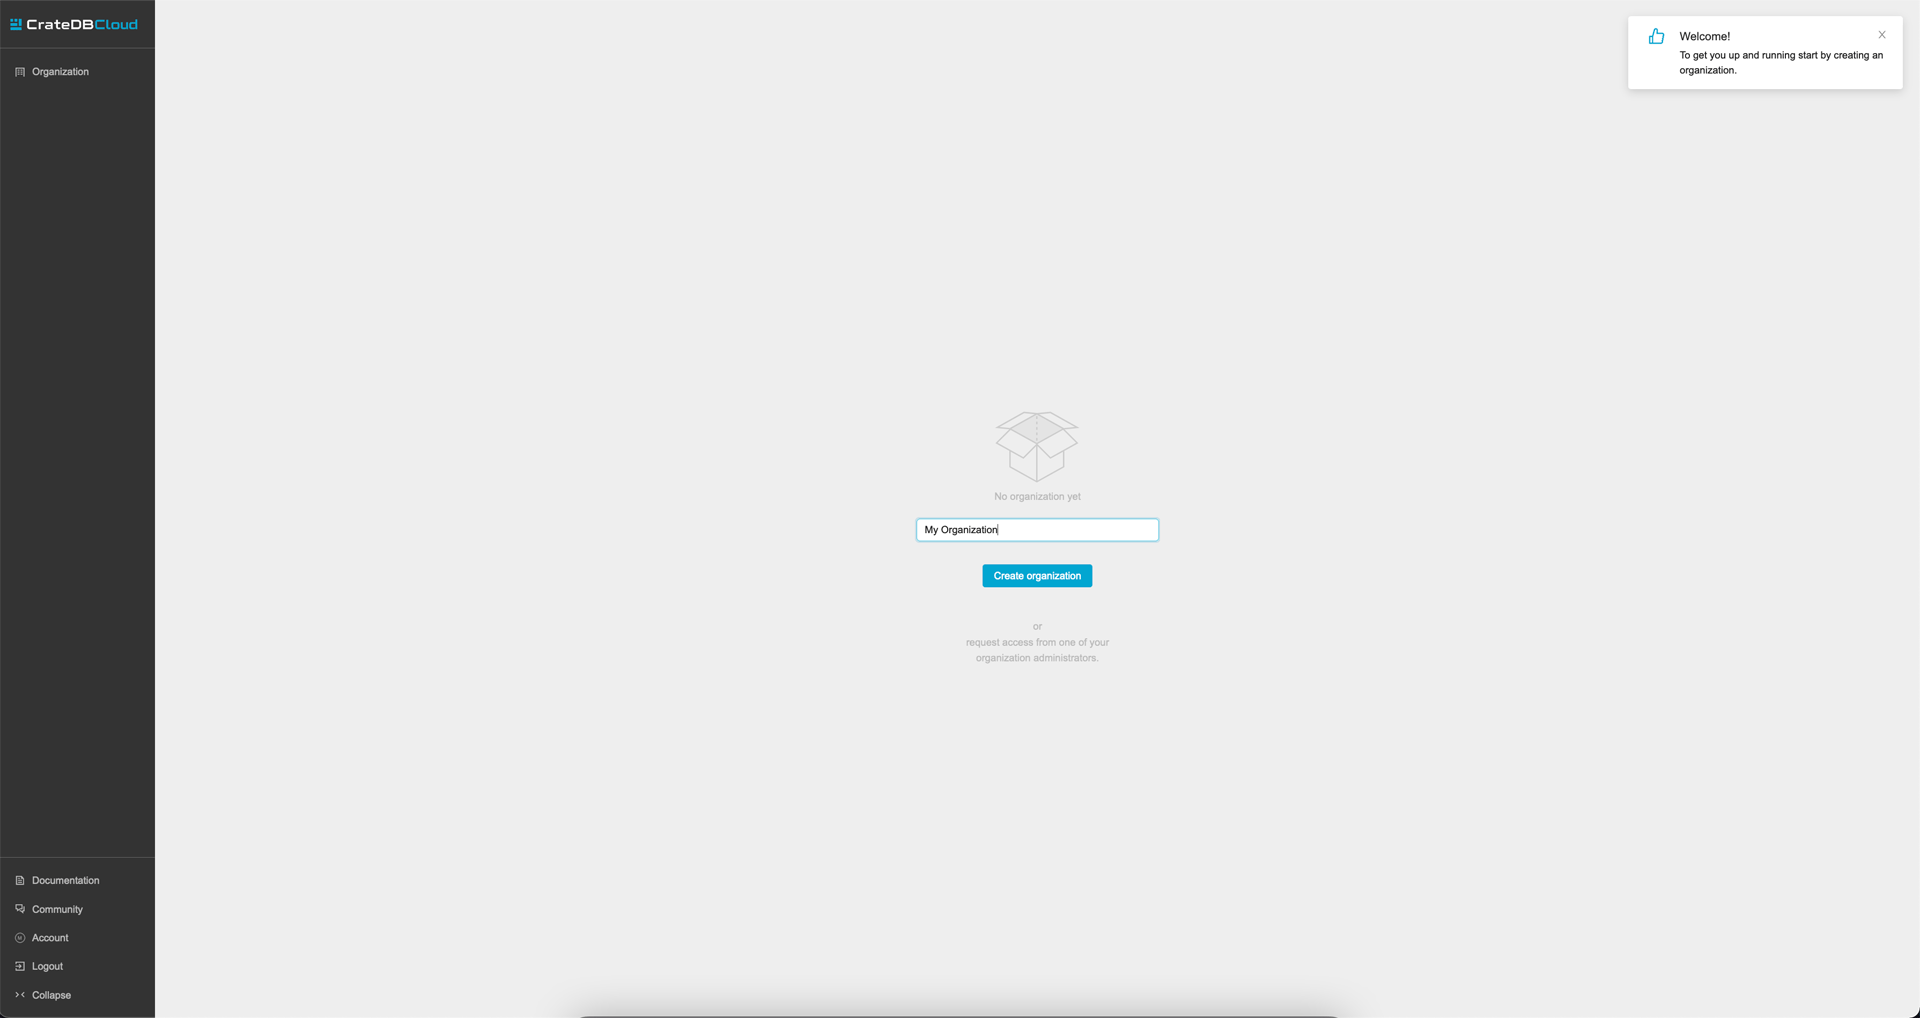 CrateDBCloud
Organization
Welcome!
To get you up and running start by creating an
organization.
No organization yet
My Organization
Create organization
or
request access from one of your
organization administrators.
Documentation
Community
Account
Logout
Collapse